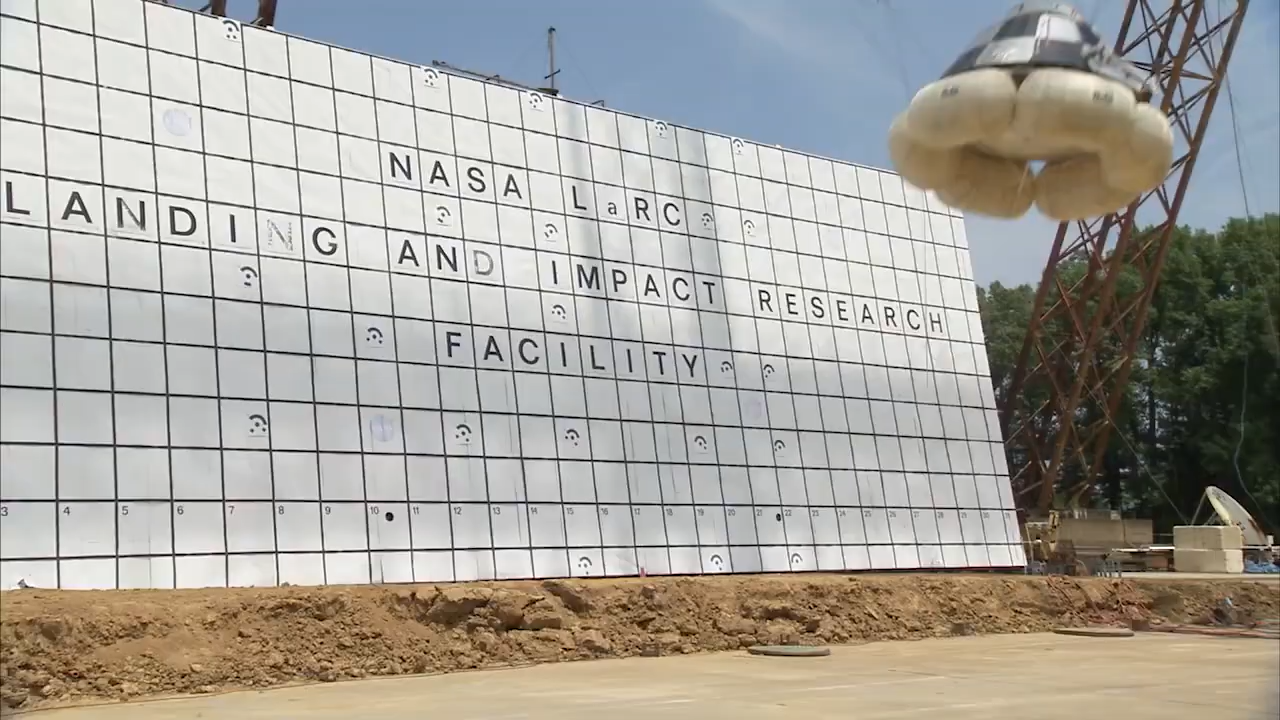 NASA LaRC
LANDING AND IMPACT RESEARCH
FACILITY
3 4 5 6 7 8 9 10 11 12 13 14 15 16 17 18 19 20 21 22 23 24 25 26 27 28 29 30